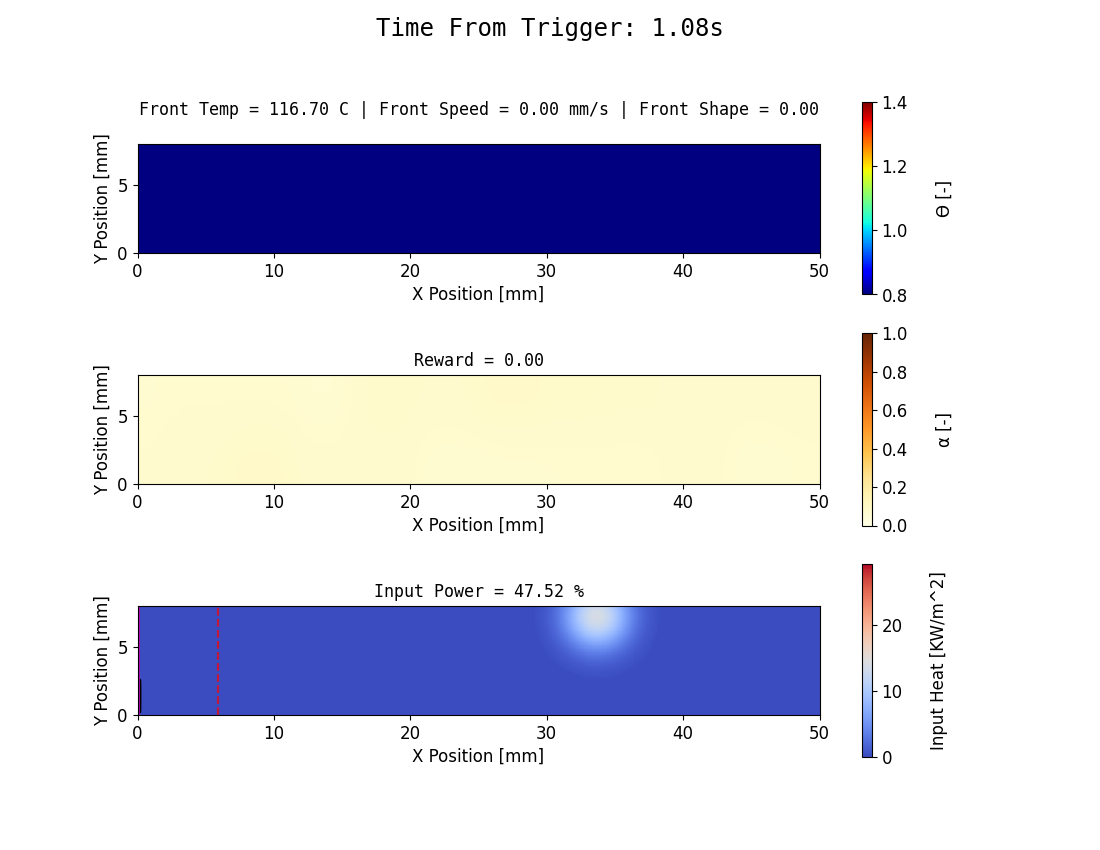 Time From Trigger: 1.08s
Front Temp = 116.70 C | Front Speed = 0.00 mm/s | Front Shape = 0.00
Y Position [mm]
5
0
0 10 20 30 40 50
X Position [mm]
1.4
1.2
1.0
0.8
Θ [-]
Reward = 0.00
Y Position [mm]
5
0
0 10 20 30 40 50
X Position [mm]
1.0
0.8
0.6
0.4
0.2
0.0
α [-]
Input Power = 47.52 %
Y Position [mm]
5
0
0 10 20 30 40 50
X Position [mm]
20
10
0
Input Heat [KW/m^2]